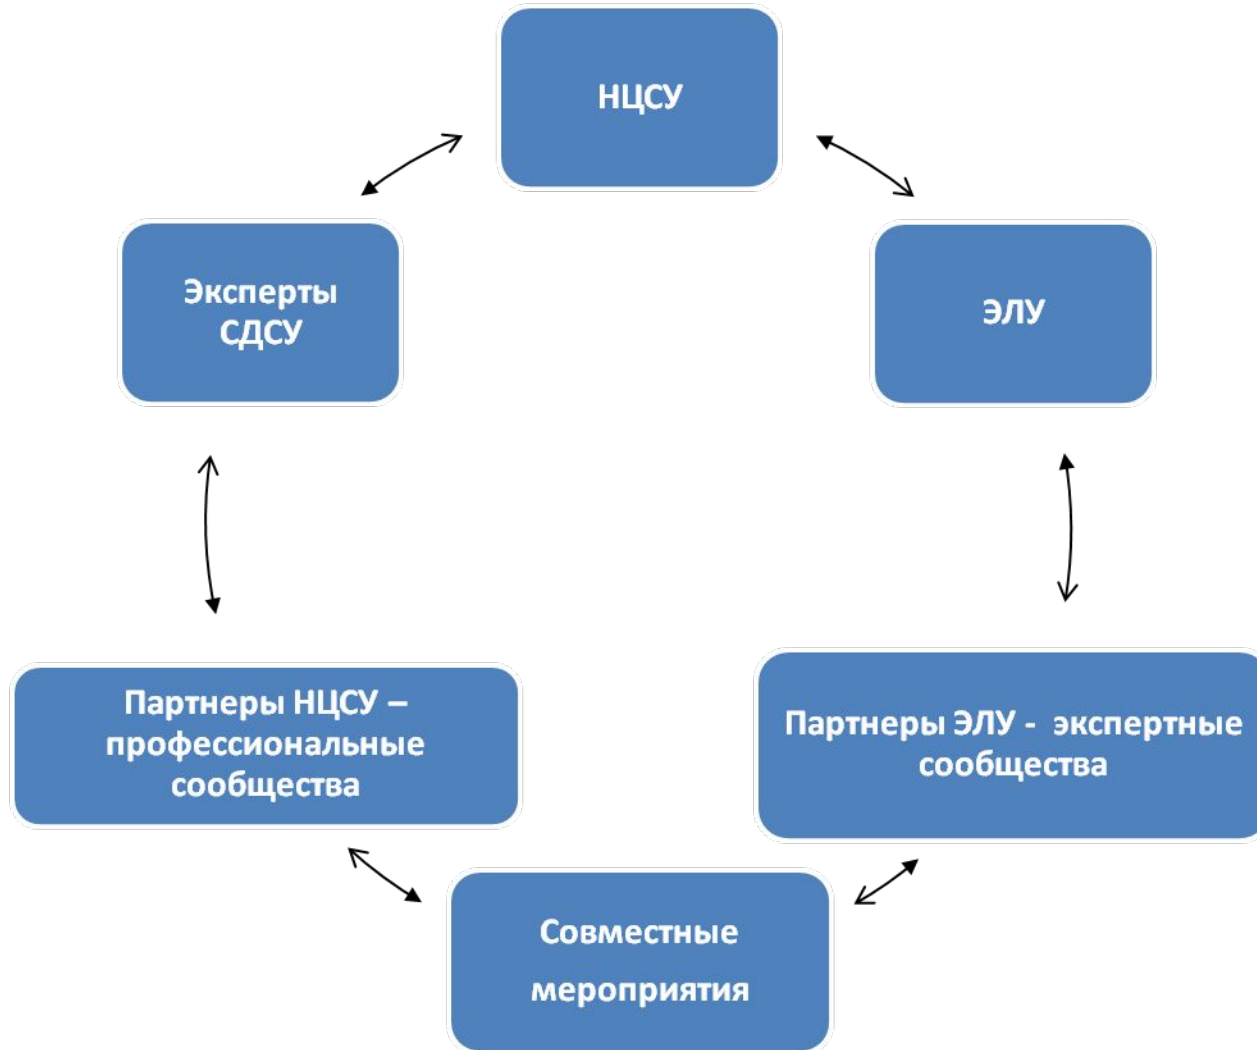 НЦСУ
Эксперты
СДСУ
ЭЛУ
Партнеры НЦСУ –
профессиональные
сообщества
Партнеры ЭЛУ - экспертные
сообщества
Совместные
мероприятия